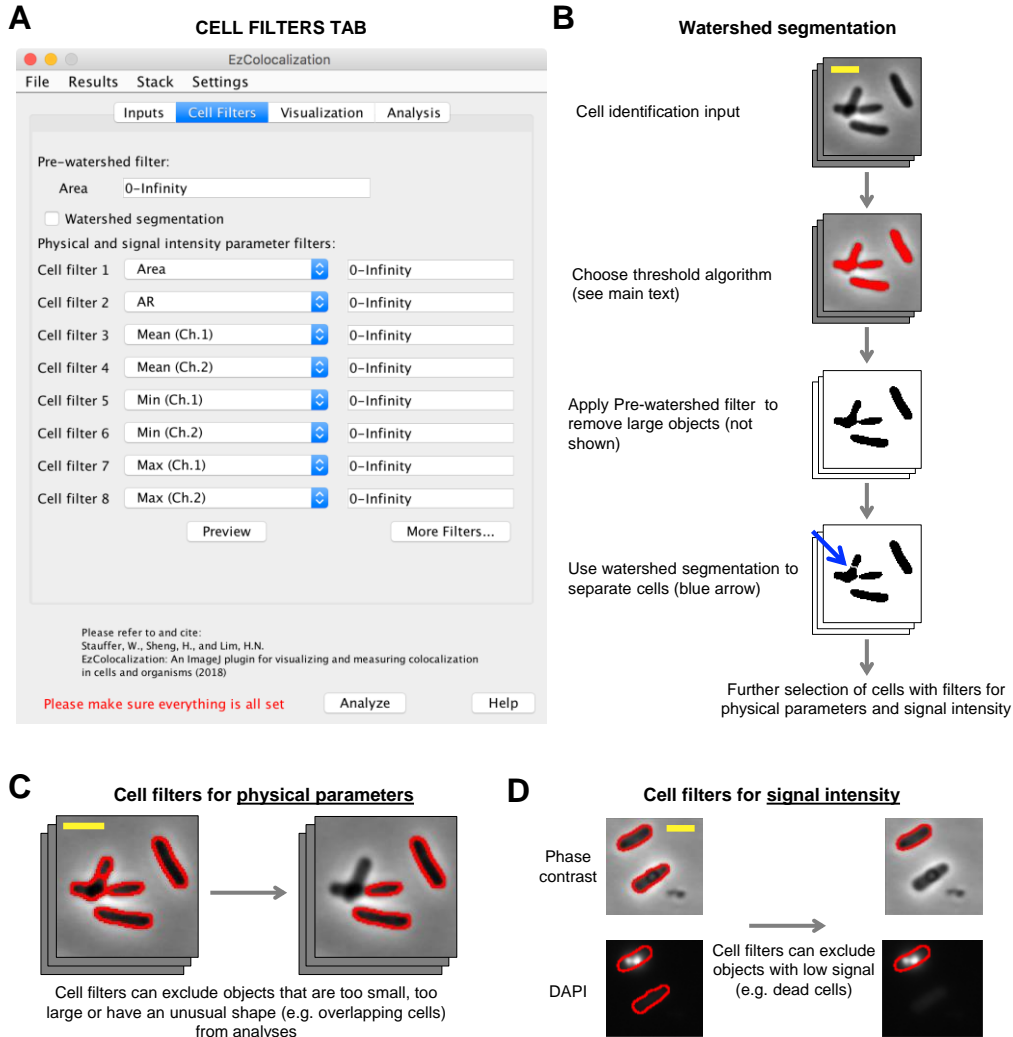 A
CELL FILTERS TAB
EzColocalization
File Results Stack Settings
Inputs Cell Filters Visualization Analysis
Pre-watershed filter:
Area 0-Infinity
Watershed segmentation
Physical and signal intensity parameter filters:
Cell filter 1 Area 0-Infinity
Cell filter 2 AR 0-Infinity
Cell filter 3 Mean (Ch.1) 0-Infinity
Cell filter 4 Mean (Ch.2) 0-Infinity
Cell filter 5 Min (Ch.1) 0-Infinity
Cell filter 6 Min (Ch.2) 0-Infinity
Cell filter 7 Max (Ch.1) 0-Infinity
Cell filter 8 Max (Ch.2) 0-Infinity
Preview More Filters...
Please refer to and cite:
Stauffer, W., Sheng, H., and Lim, H.N.
EzColocalization: An ImageJ plugin for visualizing and measuring colocalization
in cells and organisms (2018)
Please make sure everything is all set Analyze Help
B
Watershed segmentation
Cell identification input
Choose threshold algorithm
(see main text)
Apply Pre-watershed filter to
remove large objects (not
shown)
Use watershed segmentation to
separate cells (blue arrow)
Further selection of cells with filters for
physical parameters and signal intensity
C
Cell filters for physical parameters
Cell filters can exclude objects that are too small, too
large or have an unusual shape (e.g. overlapping cells)
from analyses
D
Cell filters for signal intensity
Phase
contrast
DAPI
Cell filters can exclude
objects with low signal
(e.g. dead cells)